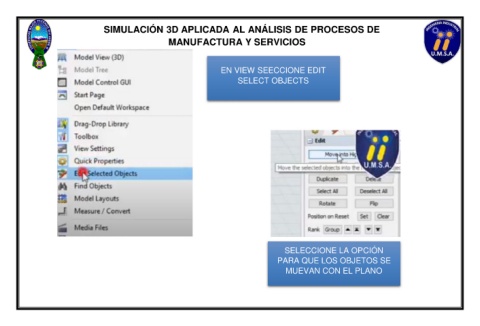 SIMULACIÓN 3D APLICADA AL ANÁLISIS DE PROCESOS DE
MANUFACTURA Y SERVICIOS
INGENIERIA INDUSTRIAL
U.M.S.A.
Model View (3D)
Model Tree
Model Control GUI
Start Page
Open Default Workspace
Drag-Drop Library
Toolbox
View Settings
Quick Properties
Selected Objects
Find Objects
Model Layouts
Measure / Convert
Media Files
EN VIEW SEECCIONE EDIT
SELECT OBJECTS
Edit
Move into
Move the selected objects into the
U.M.S.A.
Duplicate Delete
Select All Deselect All
Rotate Flip
Position on Reset Set Clear
Rank Group
SELECCIONE LA OPCIÓN
PARA QUE LOS OBJETOS SE
MUEVAN CON EL PLANO